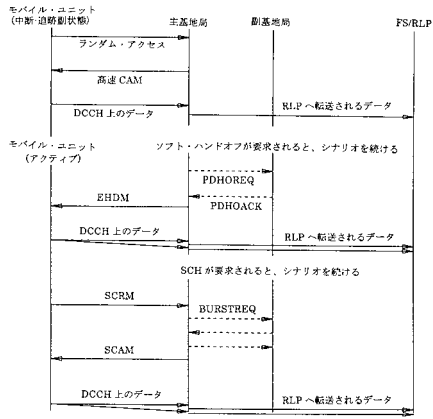 モバイル・ユニット
(中断・追跡副状態)
主基地局
副基地局
FS/RLP
ランダム・アクセス
高速 CAM
DCCH 上のデータ
RLP へ転送されるデータ
モバイル・ユニット
(アクティブ)
ソフト・ハンドオフが要求されると、シナリオを続ける
PDHOREQ
EHDM
PDHOACK
DCCH 上のデータ
RLP へ転送されるデータ
SCH が要求されると、シナリオを続ける
SCRM
BURSTREQ
SCAM
DCCH 上のデータ
RLP へ転送されるデータ